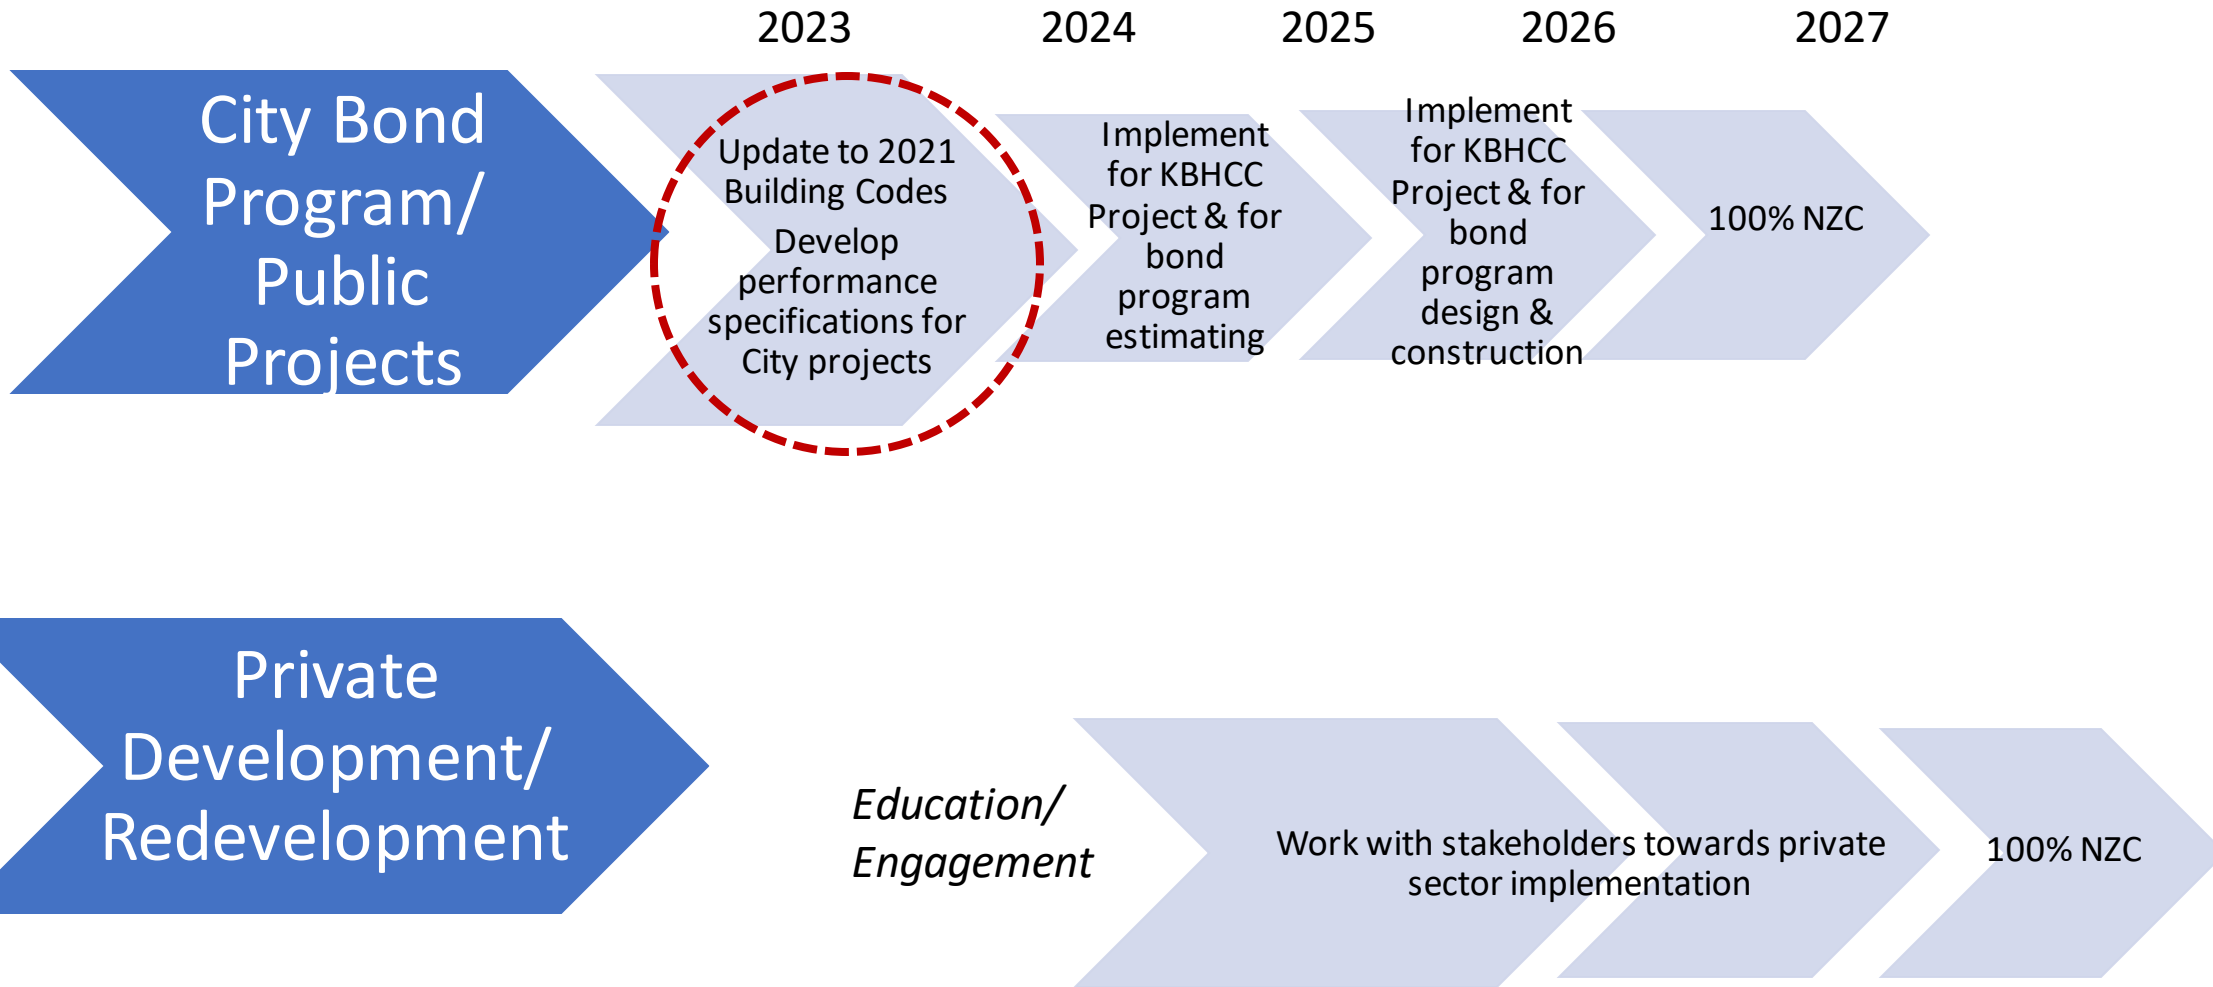 2023 2024 2025 2026 2027
City Bond
Program/
Public
Projects
Update to 2021
Building Codes
Develop
performance
specifications for
City projects
Implement
for KBHCC
Project & for
bond
program
estimating
Implement
for KBHCC
Project & for
bond
program
design &
construction
100% NZC
Private
Development/
Redevelopment
Education/
Engagement
Work with stakeholders towards private
sector implementation
100% NZC